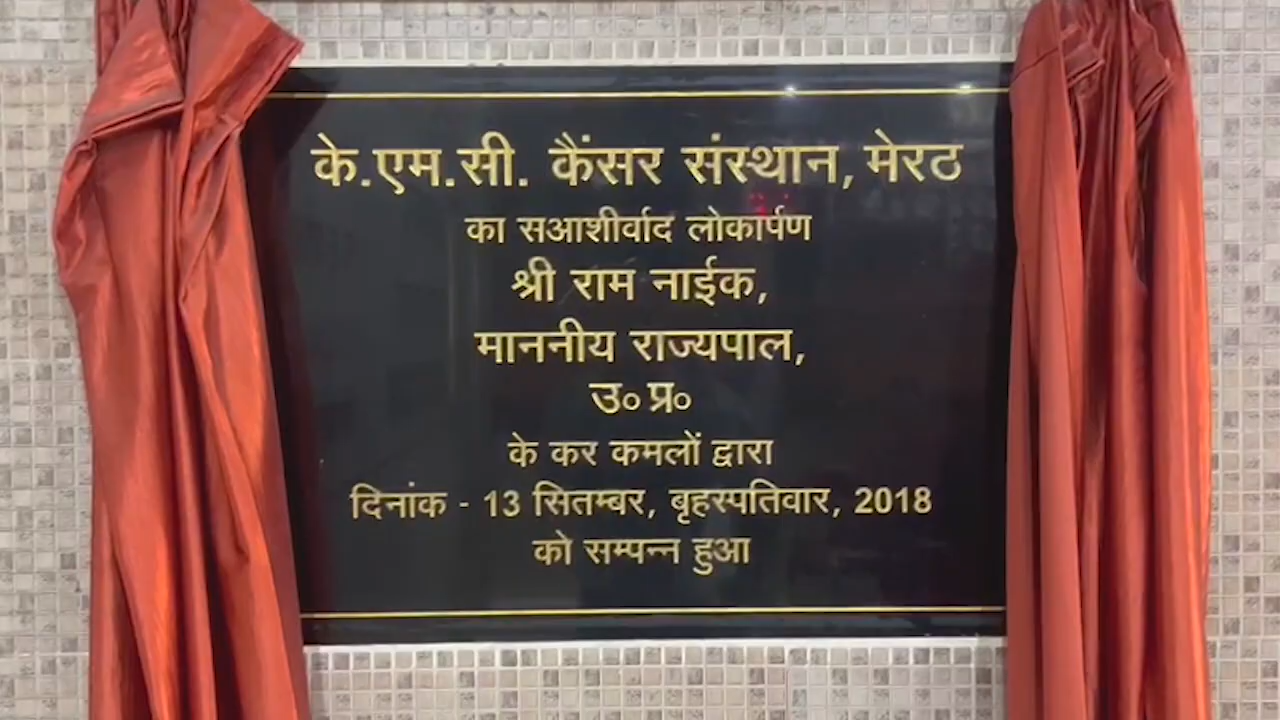 के.एम.सी. कैंसर संस्थान, मेरठ
का सआशीर्वाद लोकार्पण
श्री राम नाईक,
माननीय राज्यपाल,
उ० प्र०
के कर कमलों द्वारा
दिनांक - 13 सितम्बर, बृहस्पतिवार, 2018
को सम्पन्न हुआ